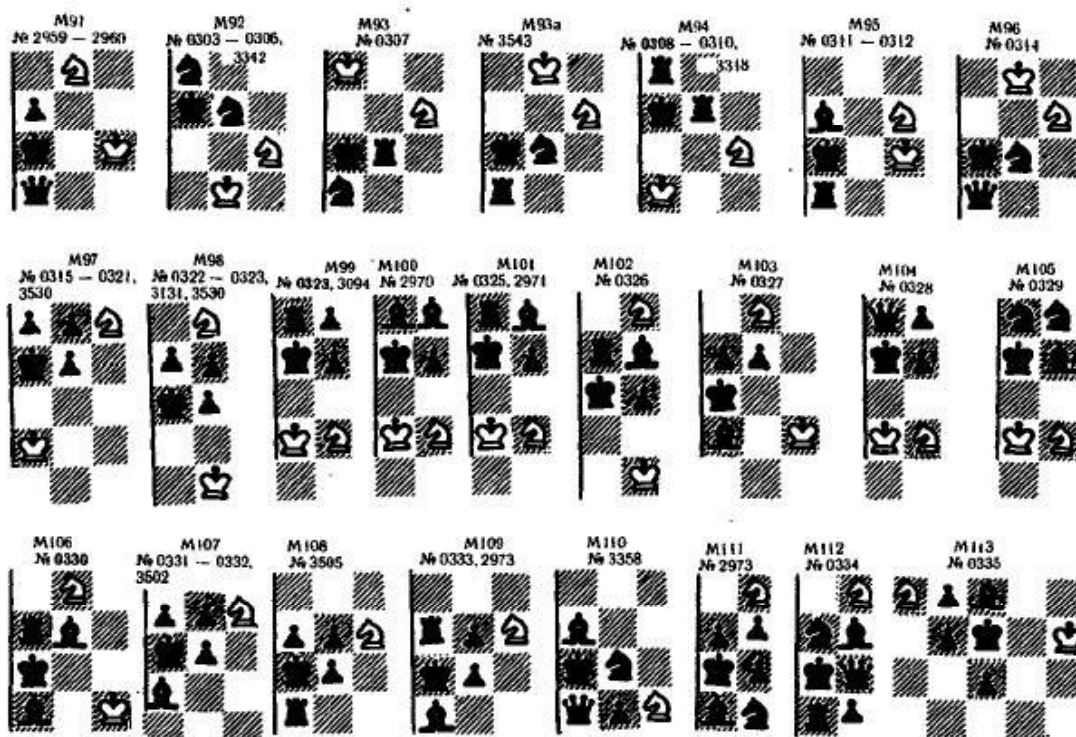 M91
№ 2959 — 2960
M92
№ 0303 — 0306,
3342
M93
№ 0307
M93a
№ 3543
M94
№ 0308 — 0310,
3318
M95
№ 0311 — 0312
M96
№ 0314
M97
№ 0315 — 0321,
3530
M98
№ 0322 — 0323,
3131, 3530
M99
№ 0323, 3094
M100
№ 2970
M101
№ 0325, 2971
M102
№ 0326
M103
№ 0327
M104
№ 0328
M105
№ 0329
M106
№ 0330
M107
№ 0331 — 0332,
3502
M108
№ 3505
M109
№ 0333, 2973
M110
№ 3358
M111
№ 2973
M112
№ 0334
M113
№ 0335